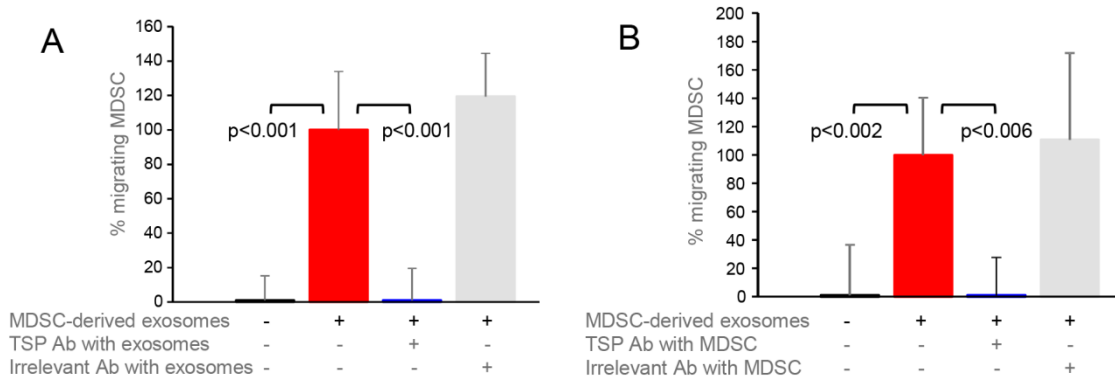 A
% migrating MDSC
160
140
120
100
80
60
40
20
0
p<0.001
p<0.001
MDSC-derived exosomes - + + +
TSP Ab with exosomes - - + -
Irrelevant Ab with exosomes - - - +
B
% migrating MDSC
200
180
160
140
120
100
80
60
40
20
0
p<0.002
p<0.006
MDSC-derived exosomes - + + +
TSP Ab with MDSC - - + -
Irrelevant Ab with MDSC - - - +